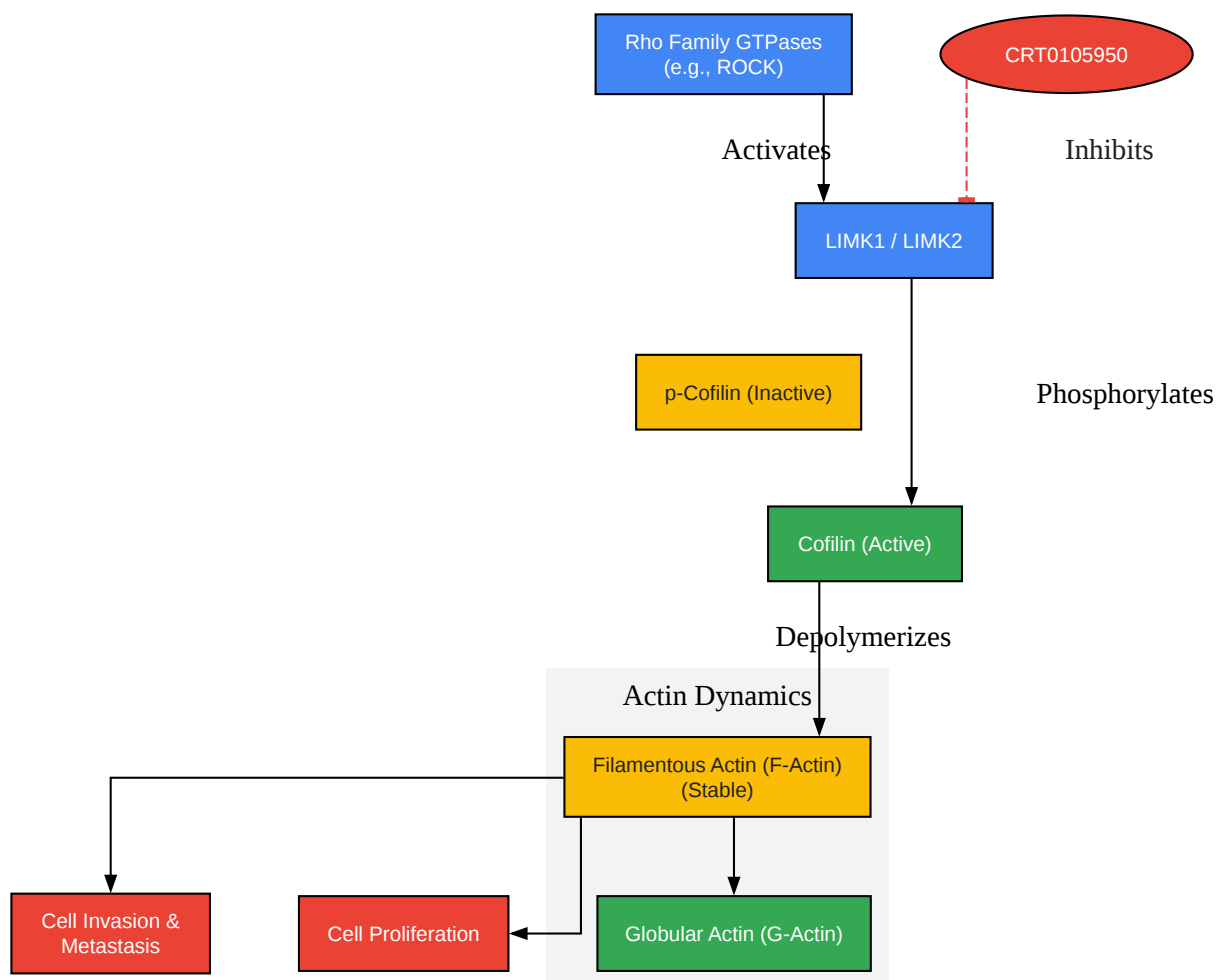 Rho Family GTPases
(e.g., ROCK)
CRT0105950
Activates
Inhibits
LIMK1 / LIMK2
p-Cofilin (Inactive)
Phosphorylates
Cofilin (Active)
Depolymerizes
Actin Dynamics
Filamentous Actin (F-Actin)
(Stable)
Cell Invasion &
Metastasis
Cell Proliferation
Globular Actin (G-Actin)